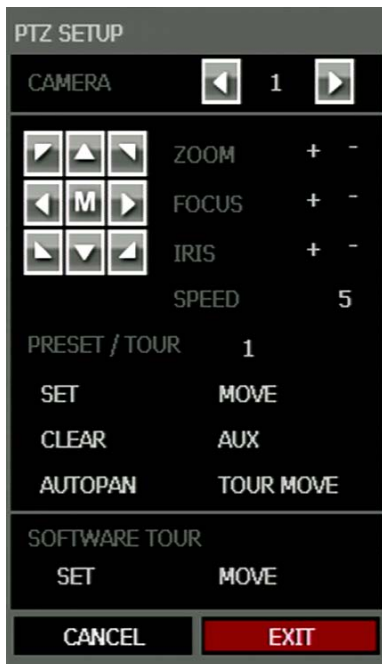 PTZ SETUP
CAMERA 1
ZOOM + -
M FOCUS + -
IRIS + -
SPEED 5
PRESET / TOUR 1
SET MOVE
CLEAR AUX
AUTOPAN TOUR MOVE
SOFTWARE TOUR
SET MOVE
CANCEL EXIT